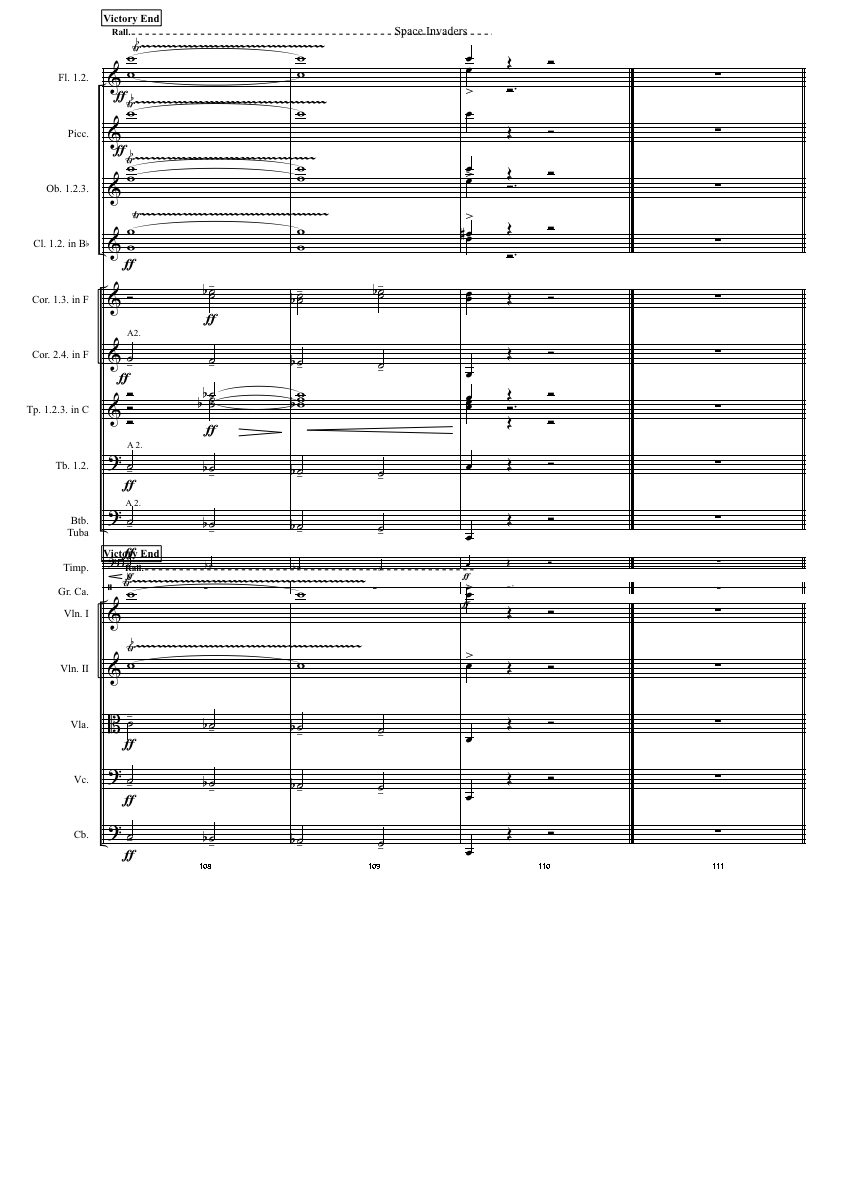 Victory End
Rall.
Space Invaders
Fl. 1.2.
ff
Picc.
ff
Ob. 1.2.3.
Cl. 1.2. in B♭
ff
Cor. 1.3. in F
ff
A2.
Cor. 2.4. in F
ff
Tp. 1.2.3. in C
ff
A 2.
Tb. 1.2.
ff
A 2.
Btb.
Tuba
Victory End
Timp.
Rall.
ff
Gr. Ca.
ff
Vln. I
Vln. II
Vla.
ff
Vc.
ff
Cb.
ff
108 109 110 111